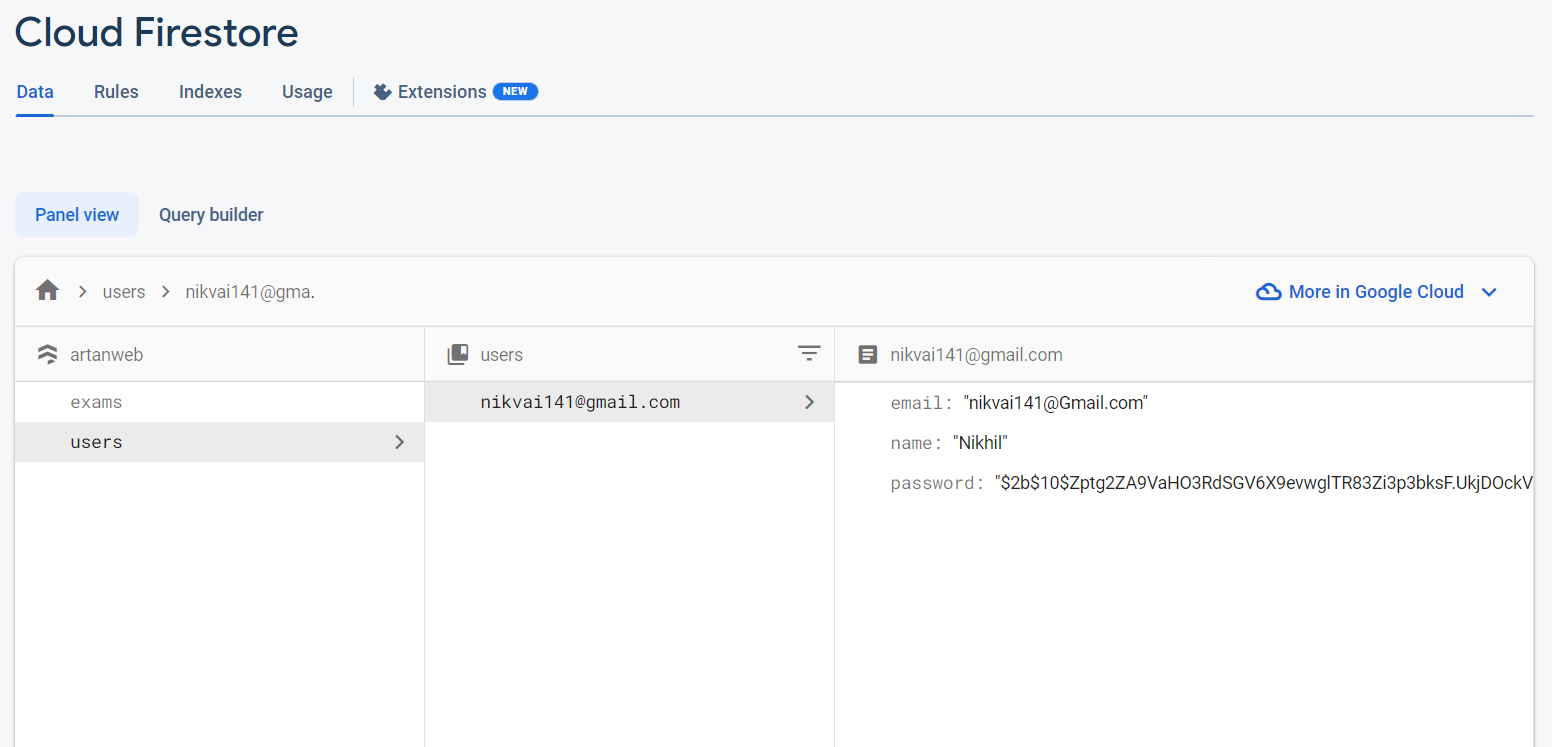 Cloud Firestore
Data Rules Indexes Usage Extensions NEW
Panel view Query builder
users nikvai141@gma. More in Google Cloud
artanweb users nikvai141@gmail.com
exams nikvai141@gmail.com email: "nikvai141@Gmail.com"
users name: "Nikhil"
password: "$2b$10$Zptg2ZA9VaHO3RdSGV6X9evwglTR83Zi3p3bksF.UkjDOckV